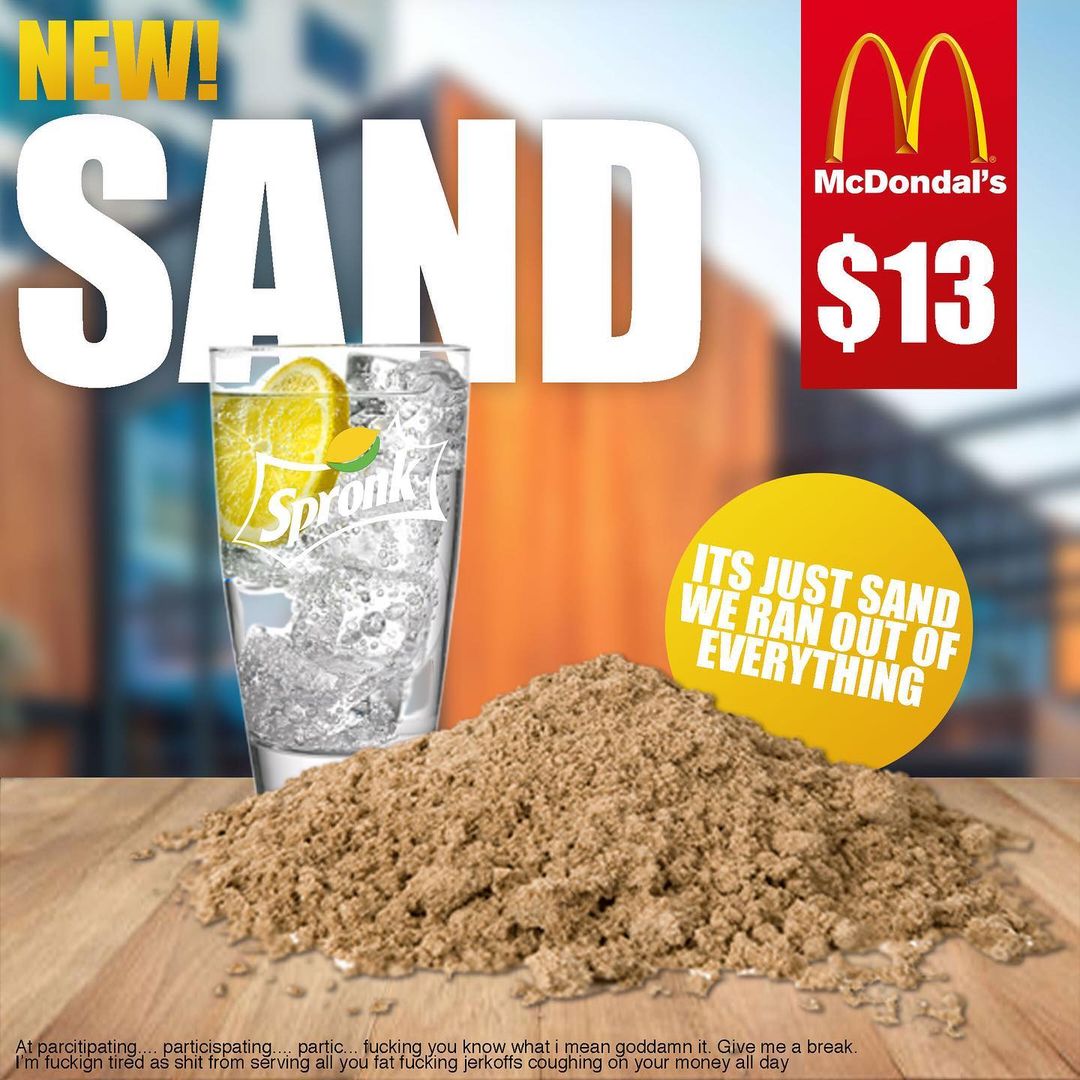 NEW!
SAND
McDondal's
$13
Spronk
ITS JUST SAND
WE RAN OUT OF
EVERYTHING
At parcitipating.... particispating.... partic... fucking you know what i mean goddamn it. Give me a break.
I'm fuckign tired as shit from serving all you fat fucking jerkoffs coughing on your money all day